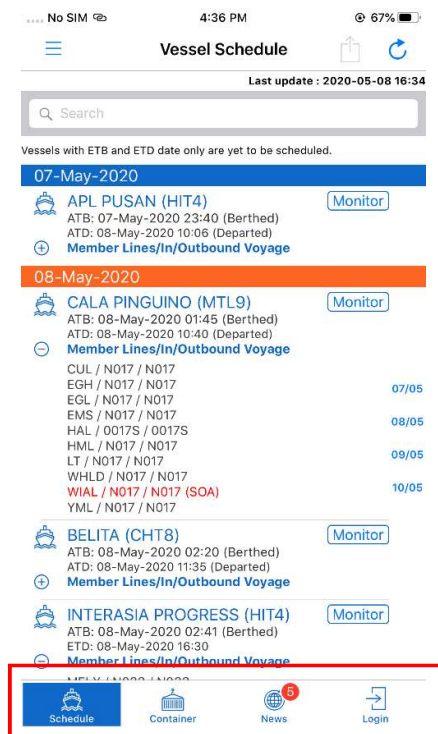 No SIM 4:36 PM 67%
Vessel Schedule
Last update : 2020-05-08 16:34
Search
Vessels with ETB and ETD date only are yet to be scheduled.
07-May-2020
APL PUSAN (HIT4) Monitor
ATB: 07-May-2020 23:40 (Berthed)
ATD: 08-May-2020 10:06 (Departed)
Member Lines/In/Outbound Voyage
08-May-2020
CALA PINGUINO (MTL9) Monitor
ATB: 08-May-2020 01:45 (Berthed)
ATD: 08-May-2020 10:40 (Departed)
Member Lines/In/Outbound Voyage
CUL / N017 / N017
EGH / N017 / N017
07/05
EGL / N017 / N017
EMS / N017 / N017
08/05
HAL / 0017S / 0017S
HML / N017 / N017
09/05
LT / N017 / N017
WHLD / N017 / N017
10/05
WIAL / N017 / N017 (SOA)
YML / N017 / N017
BELITA (CHT8) Monitor
ATB: 08-May-2020 02:20 (Berthed)
ATD: 08-May-2020 11:35 (Departed)
Member Lines/In/Outbound Voyage
INTERASIA PROGRESS (HIT4) Monitor
ATB: 08-May-2020 02:41 (Berthed)
ETD: 08-May-2020 16:30
Member Lines/In/Outbound Voyage
5
Schedule Container News Login